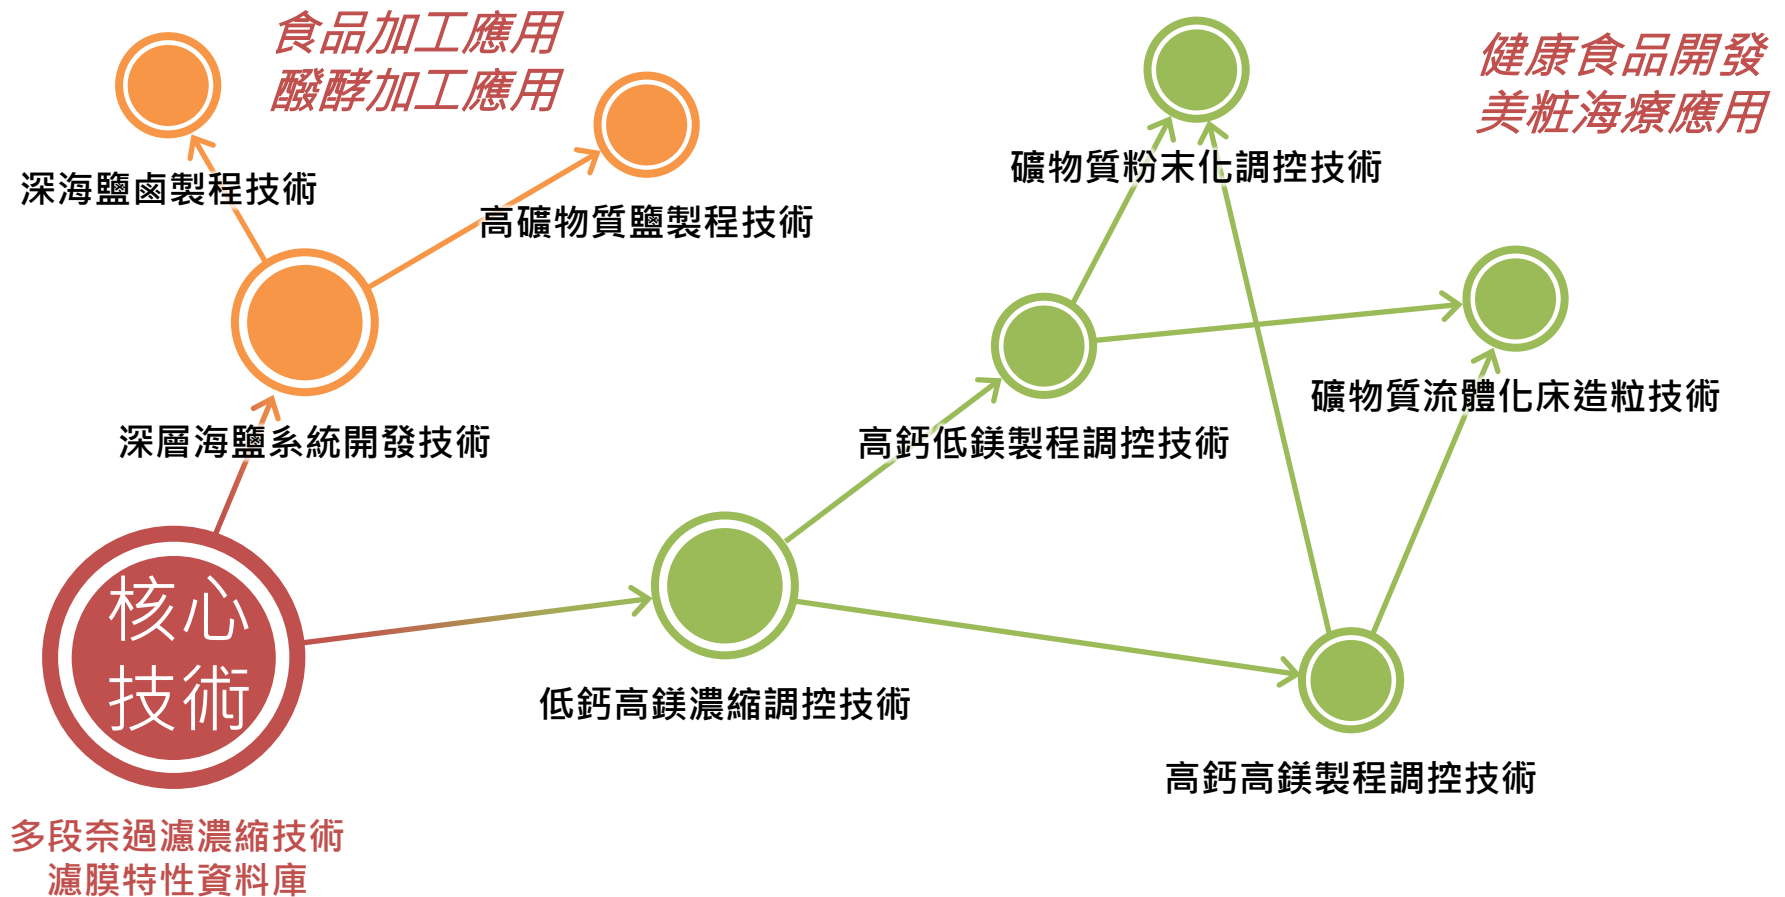 食品加工應用
醱酵加工應用
健康食品開發
美粧海療應用
深海鹽鹵製程技術
高礦物質鹽製程技術
礦物質粉末化調控技術
礦物質流體化床造粒技術
深層海鹽系統開發技術
高鈣低鎂製程調控技術
核心
技術
低鈣高鎂濃縮調控技術
高鈣高鎂製程調控技術
多段奈過濾濃縮技術
濾膜特性資料庫